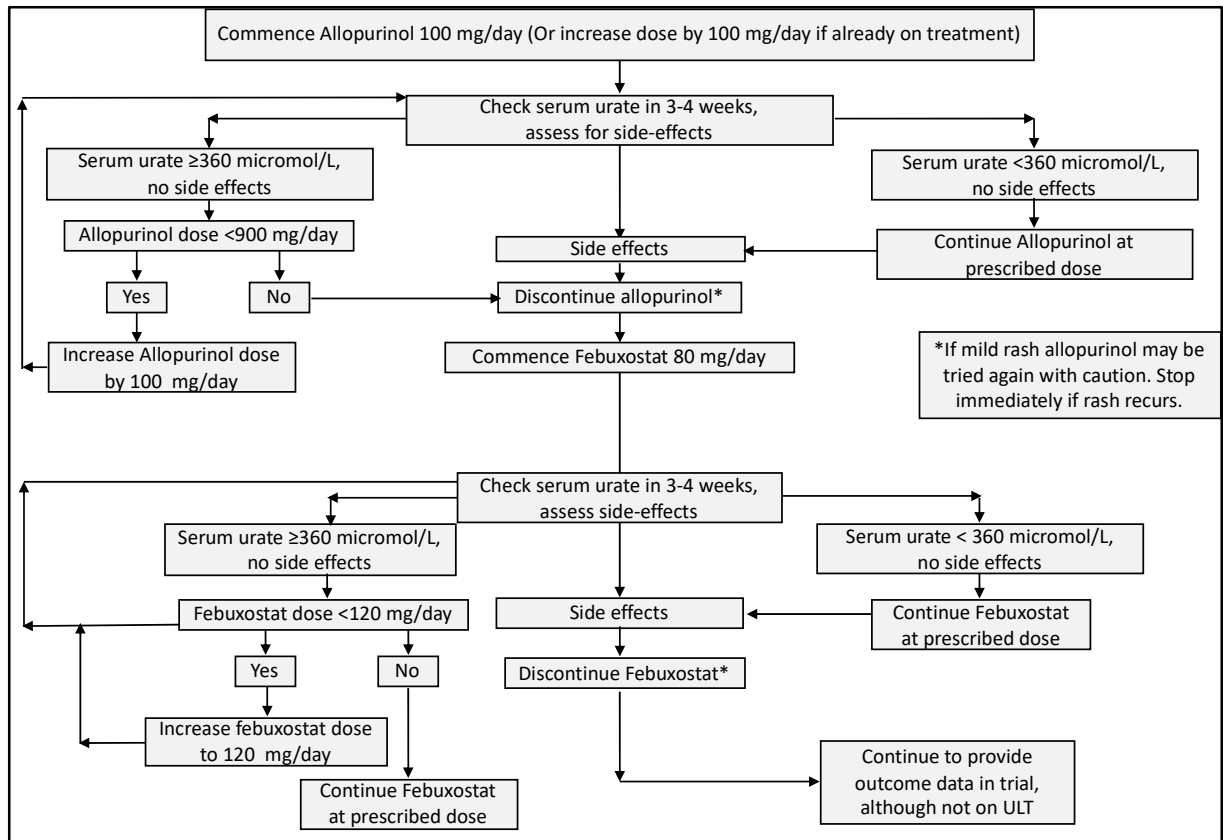 Commence Allopurinol 100 mg/day (Or increase dose by 100 mg/day if already on treatment)
Check serum urate in 3-4 weeks,
assess for side-effects
Serum urate ≥360 micromol/L,
no side effects
Serum urate <360 micromol/L,
no side effects
Allopurinol dose <900 mg/day
Side effects
Continue Allopurinol at
prescribed dose
Yes
No
Discontinue allopurinol*
Increase Allopurinol dose
by 100 mg/day
Commence Febuxostat 80 mg/day
*If mild rash allopurinol may be
tried again with caution. Stop
immediately if rash recurs.
Check serum urate in 3-4 weeks,
assess side-effects
Serum urate ≥360 micromol/L,
no side effects
Serum urate < 360 micromol/L,
no side effects
Febuxostat dose <120 mg/day
Side effects
Continue Febuxostat
at prescribed dose
Yes
No
Discontinue Febuxostat*
Increase febuxostat dose
to 120 mg/day
Continue Febuxostat
at prescribed dose
Continue to provide
outcome data in trial,
although not on ULT